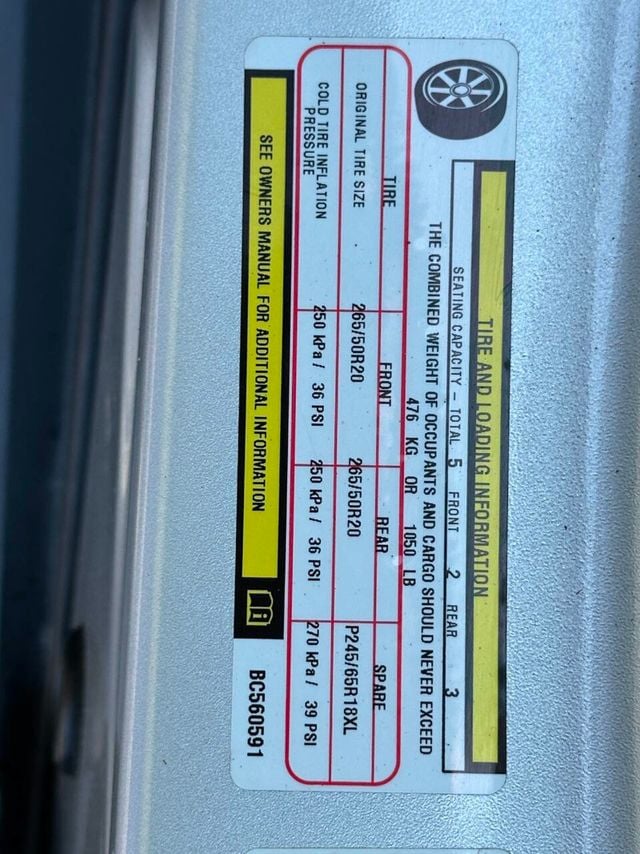 TIRE AND LOADING INFORMATION
SEATING CAPACITY – TOTAL 5 FRONT 2 REAR 3
THE COMBINED WEIGHT OF OCCUPANTS AND CARGO SHOULD NEVER EXCEED
476 KG OR 1050 LB
TIRE FRONT REAR SPARE
ORIGINAL TIRE SIZE 265/50R20 265/50R20 P245/65R18XL
COLD TIRE INFLATION 250 kPa / 36 PSI 250 kPa / 36 PSI 270 kPa / 39 PSI
PRESSURE
SEE OWNERS MANUAL FOR ADDITIONAL INFORMATION
BC560591